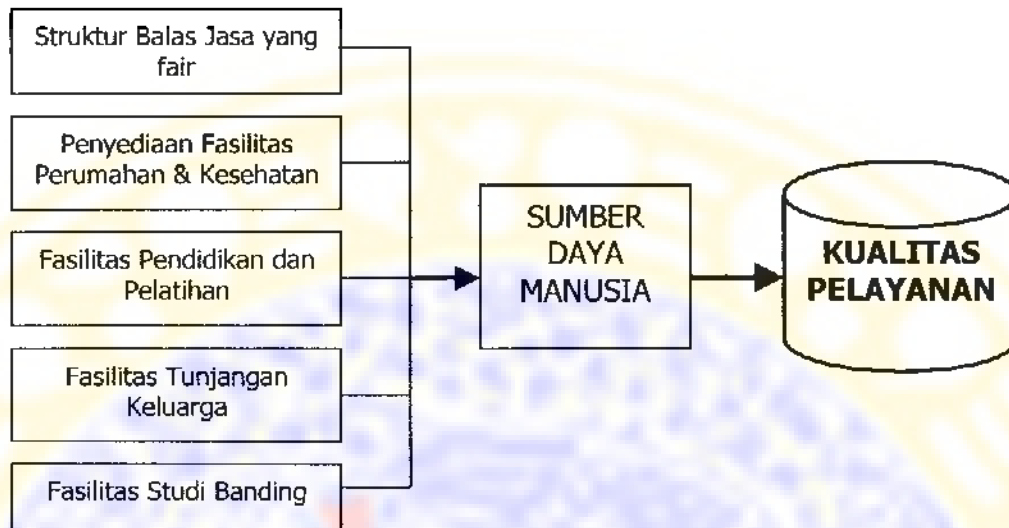 Struktur Balas Jasa yang
fair
Penyediaan Fasilitas
Perumahan & Kesehatan
Fasilitas Pendidikan dan
Pelatihan
Fasilitas Tunjangan
Keluarga
Fasilitas Studi Banding
SUMBER
DAYA
MANUSIA
KUALITAS
PELAYANAN